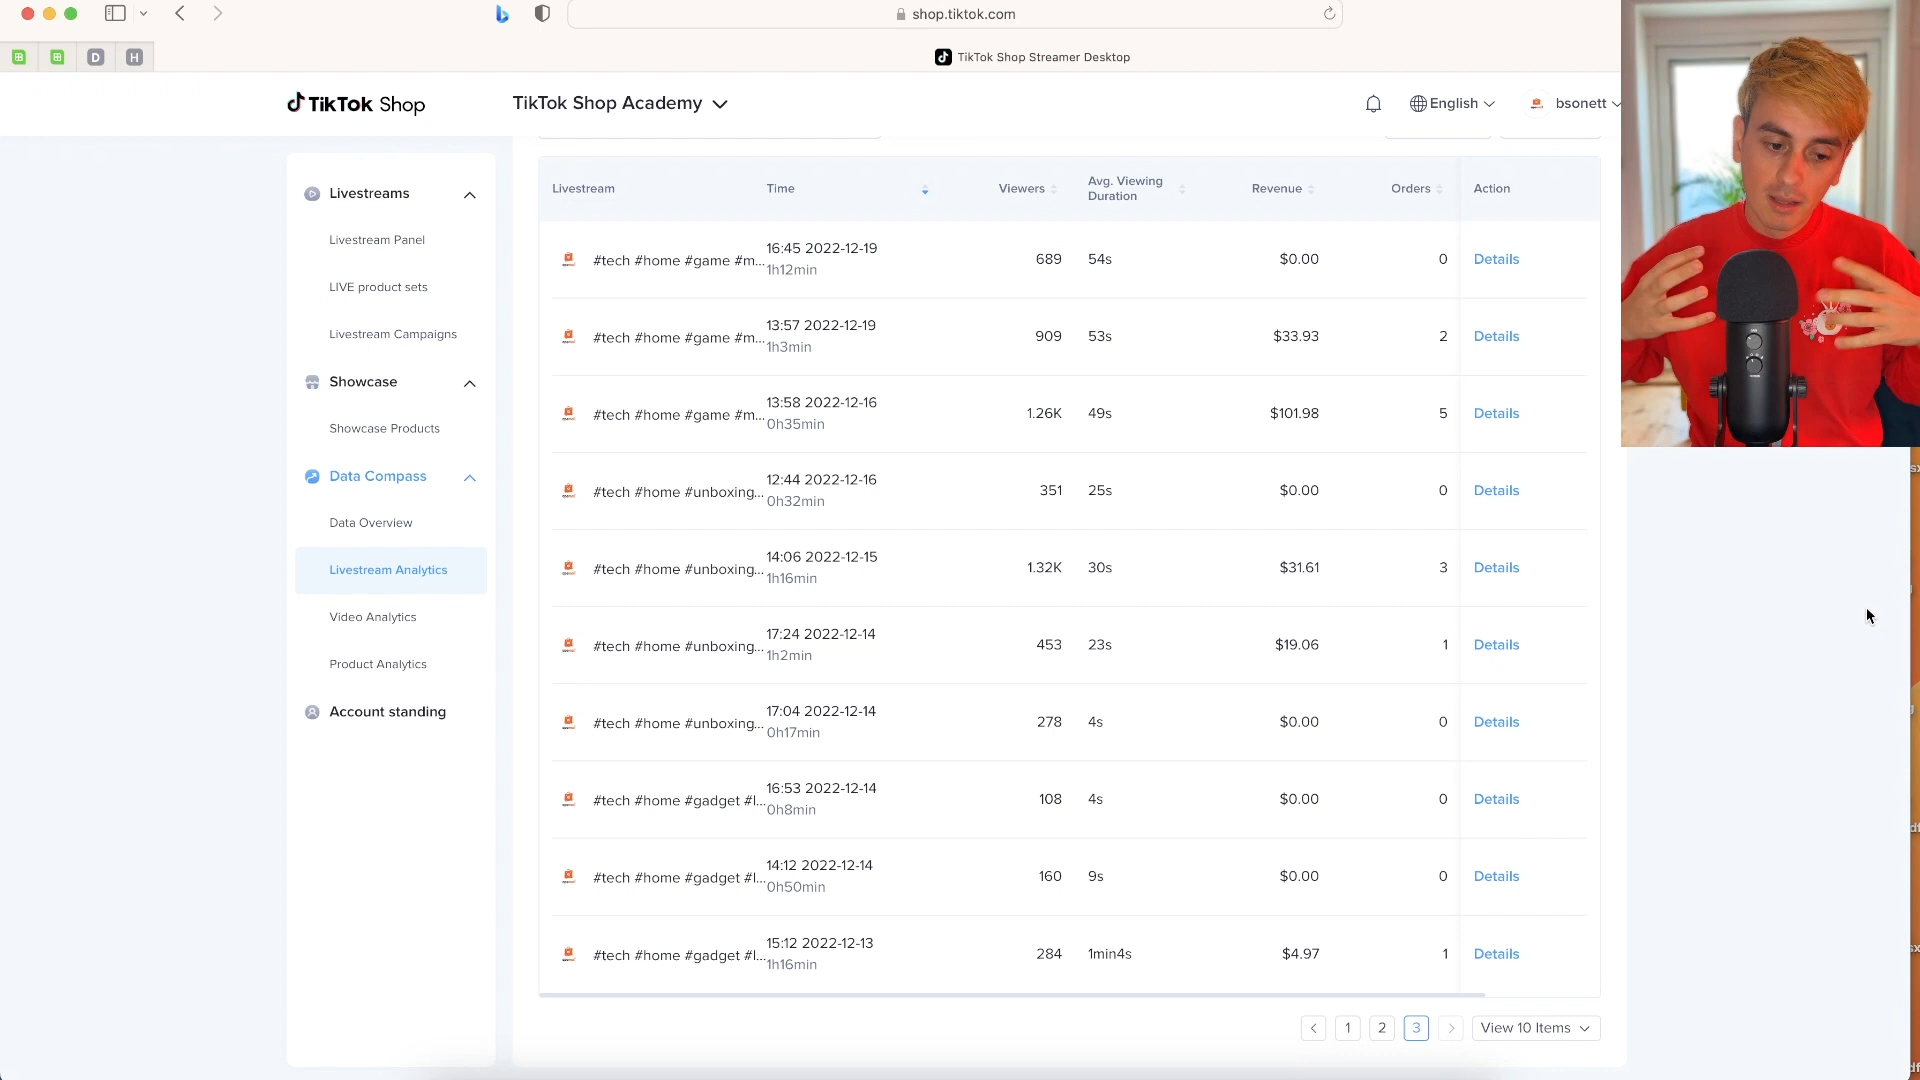 shop.tiktok.com
D
H
TikTok Shop Streamer Desktop
TikTok Shop
TikTok Shop Academy
English
bsonett
Livestreams
Livestream Panel
LIVE product sets
Livestream Campaigns
Showcase
Showcase Products
Data Compass
Data Overview
Livestream Analytics
Video Analytics
Product Analytics
Account standing
Livestream Time Viewers Avg. Viewing Duration Revenue Orders Action
#tech #home #game #m... 16:45 2022-12-19 689 54s $0.00 0 Details
1h12min
#tech #home #game #m... 13:57 2022-12-19 909 53s $33.93 2 Details
1h3min
#tech #home #game #m... 13:58 2022-12-16 1.26K 49s $101.98 5 Details
0h35min
#tech #home #unboxing... 12:44 2022-12-16 351 25s $0.00 0 Details
0h32min
#tech #home #unboxing... 14:06 2022-12-15 1.32K 30s $31.61 3 Details
1h16min
#tech #home #unboxing... 17:24 2022-12-14 453 23s $19.06 1 Details
1h2min
#tech #home #unboxing... 17:04 2022-12-14 278 4s $0.00 0 Details
0h17min
#tech #home #gadget #l... 16:53 2022-12-14 108 4s $0.00 0 Details
0h8min
#tech #home #gadget #l... 14:12 2022-12-14 160 9s $0.00 0 Details
0h50min
#tech #home #gadget #l... 15:12 2022-12-13 284 1min4s $4.97 1 Details
1h16min
1 2 3 View 10 Items